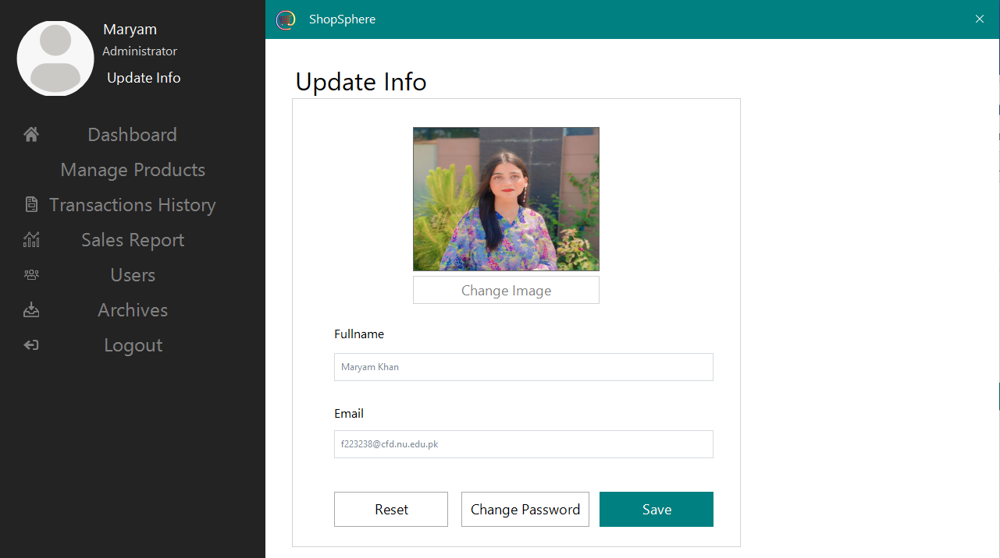 Maryam
Administrator
Update Info
Dashboard
Manage Products
Transactions History
Sales Report
Users
Archives
Logout
ShopSphere
Update Info
Change Image
Fullname
Maryam Khan
Email
f223238@cfd.nu.edu.pk
Reset
Change Password
Save